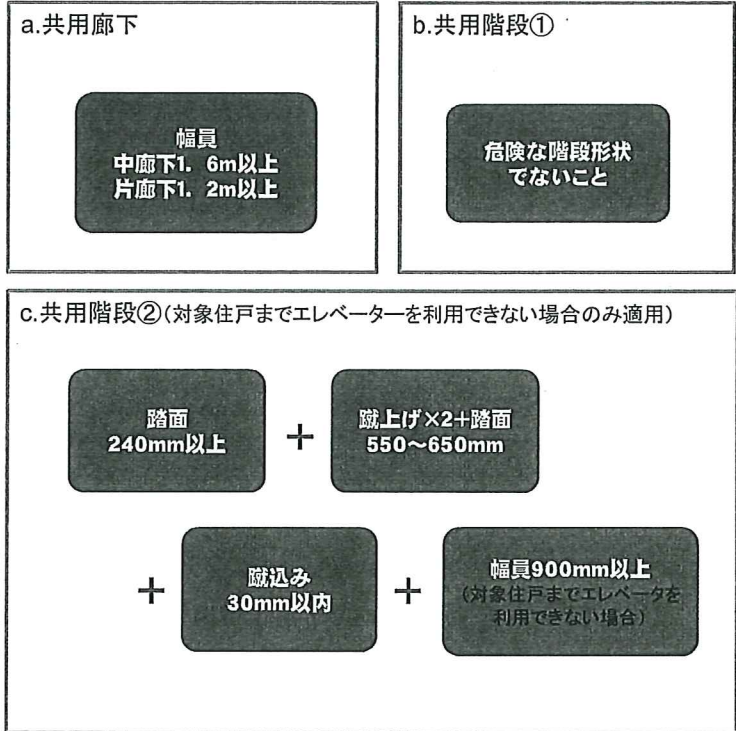 a.共用廊下
幅員
中廊下1．6m以上
片廊下1．2m以上
b.共用階段①
危険な階段形状
でないこと
c.共用階段②(対象住戸までエレベーターを利用できない場合のみ適用)
踏面
240mm以上
＋
蹴上げ×2+踏面
550〜650mm
＋
蹴込み
30mm以内
＋
幅員900mm以上
(対象住戸までエレベータを
利用できない場合)